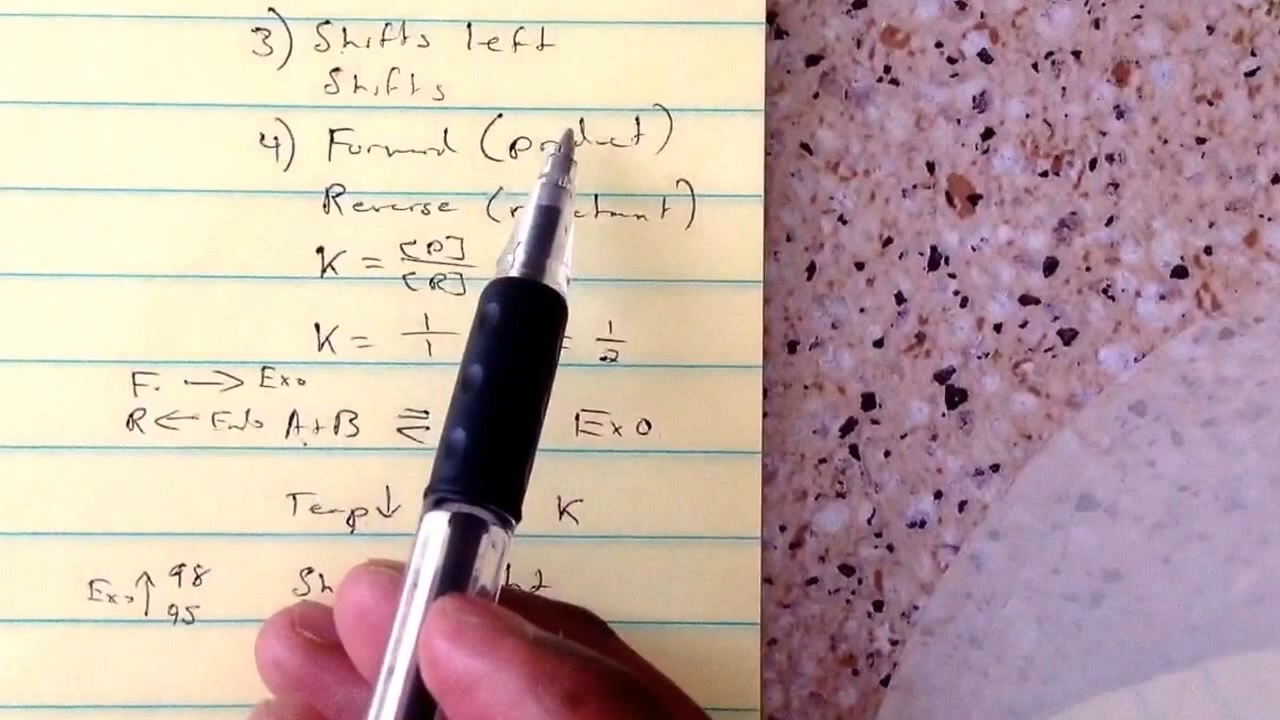 3) Shifts left
Shifts
4) Forward (product)
Reverse (
K = [P]/[R]
K = 1/1 = 1/2
F. → Exo
R ← Endo A+B ⇌ Exo
Temp ↓ K
Exo ↑ 98
95